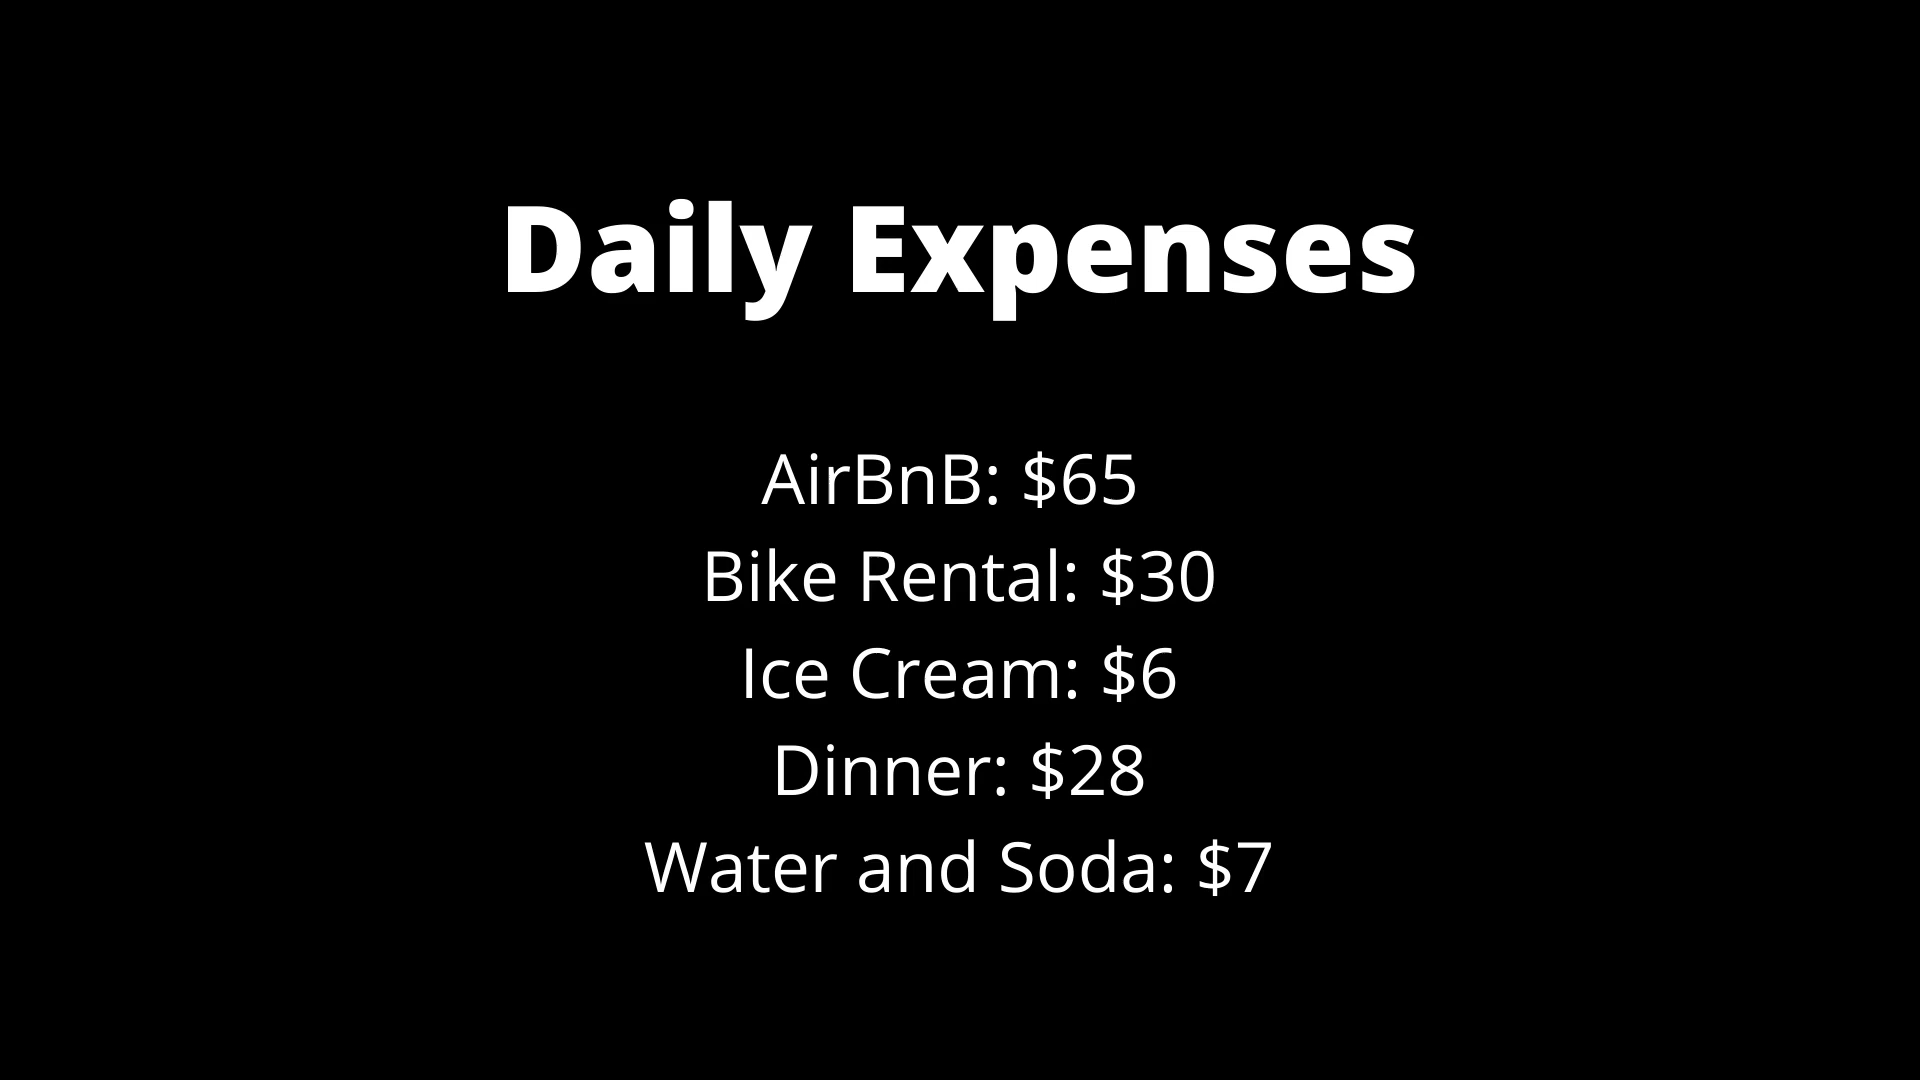 Daily Expenses
AirBnB: $65
Bike Rental: $30
Ice Cream: $6
Dinner: $28
Water and Soda: $7